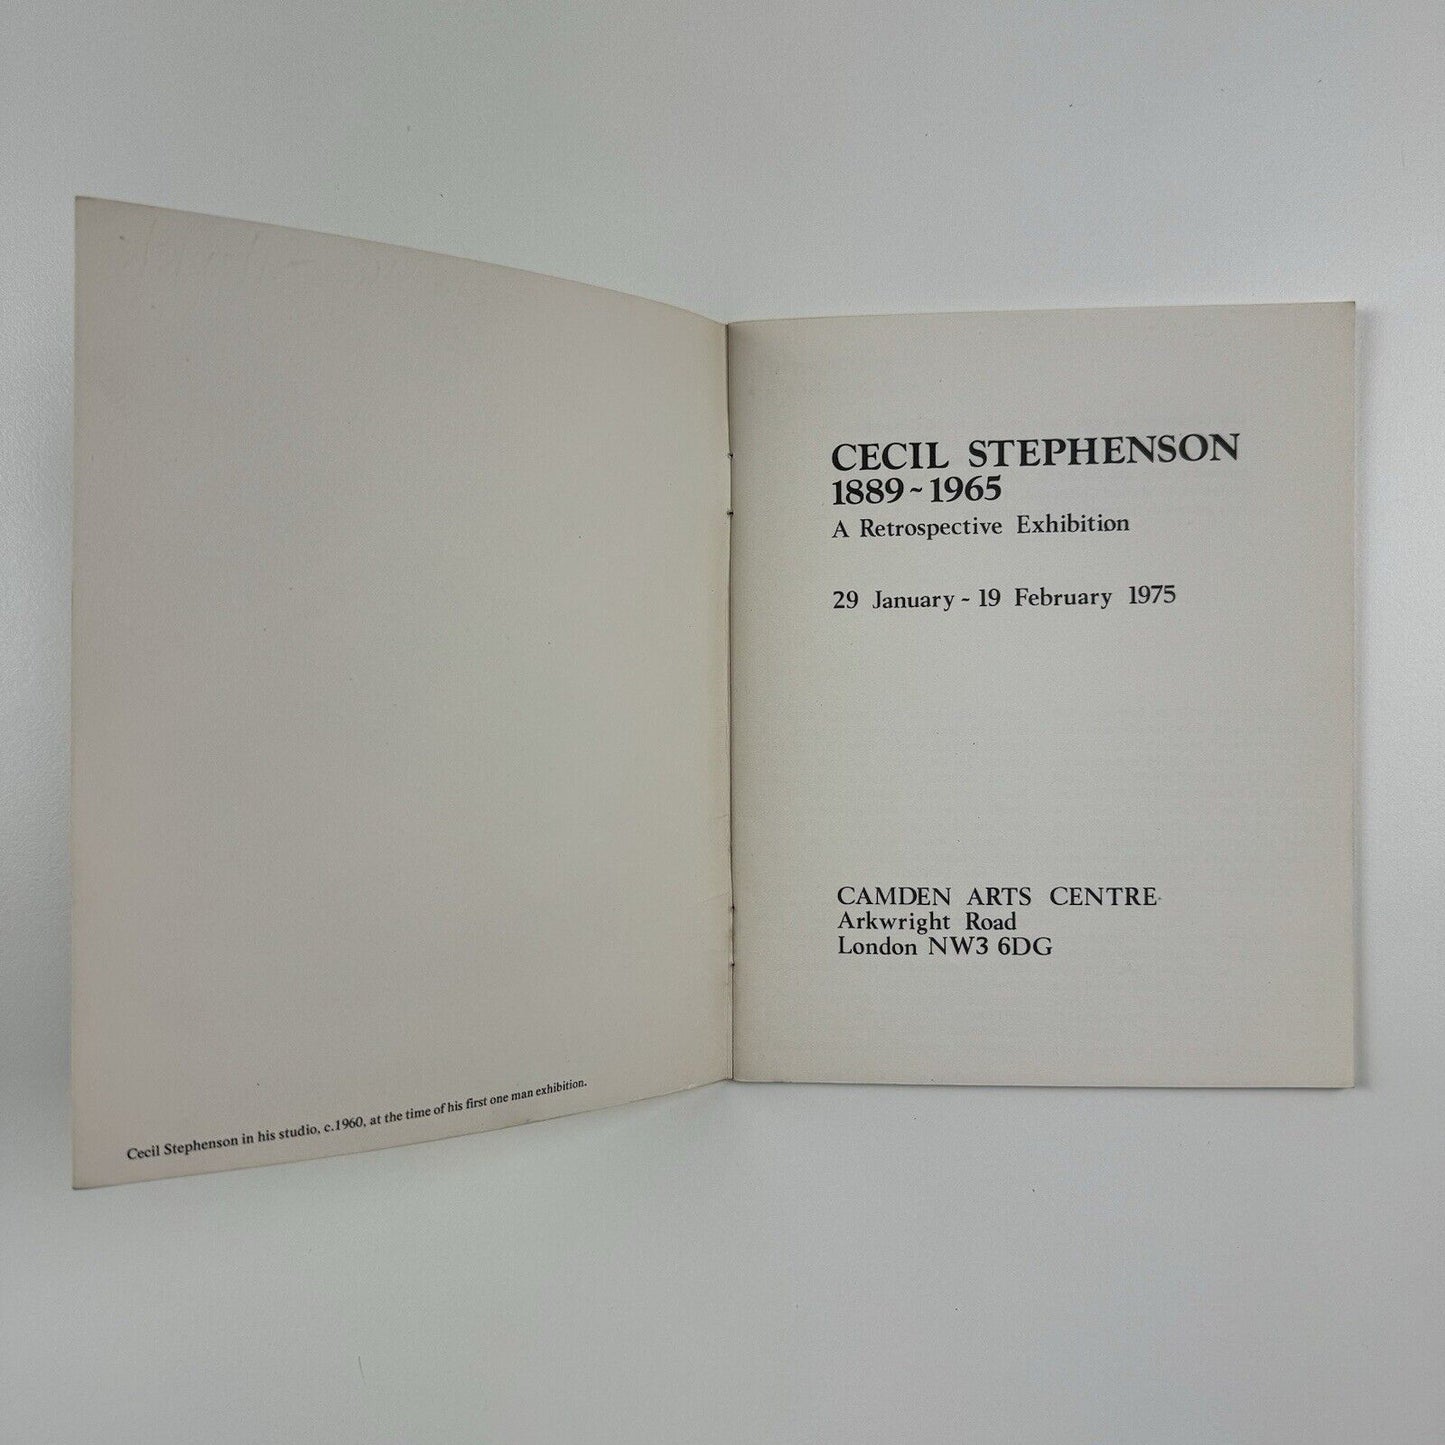 Cecil Stephenson in his studio, c.1960, at the time of his first one man exhibition.
CECIL STEPHENSON
1889~1965
A Retrospective Exhibition
29 January ~ 19 February 1975
CAMDEN ARTS CENTRE
Arkwright Road
London NW3 6DG